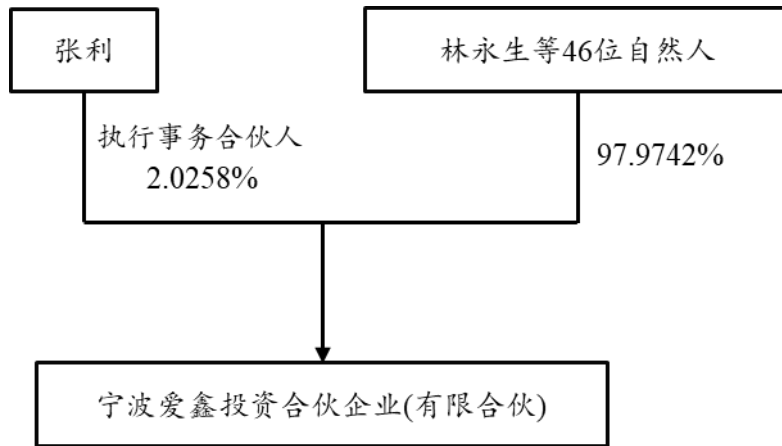 张利
林永生等46位自然人
执行事务合伙人
2.0258%
97.9742%
宁波爱鑫投资合伙企业(有限合伙)